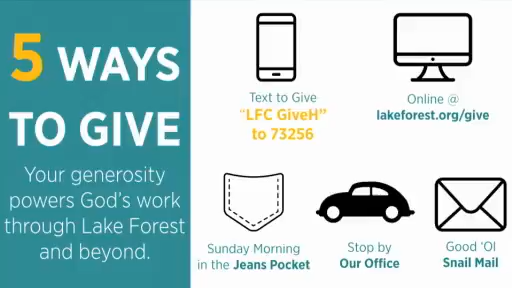 5 WAYS
TO GIVE
Your generosity
powers God's work
through Lake Forest
and beyond.
Text to Give
"LFC GiveH"
to 73256
Online @
lakeforest.org/give
Sunday Morning
in the Jeans Pocket
Stop by
Our Office
Good 'Ol
Snail Mail